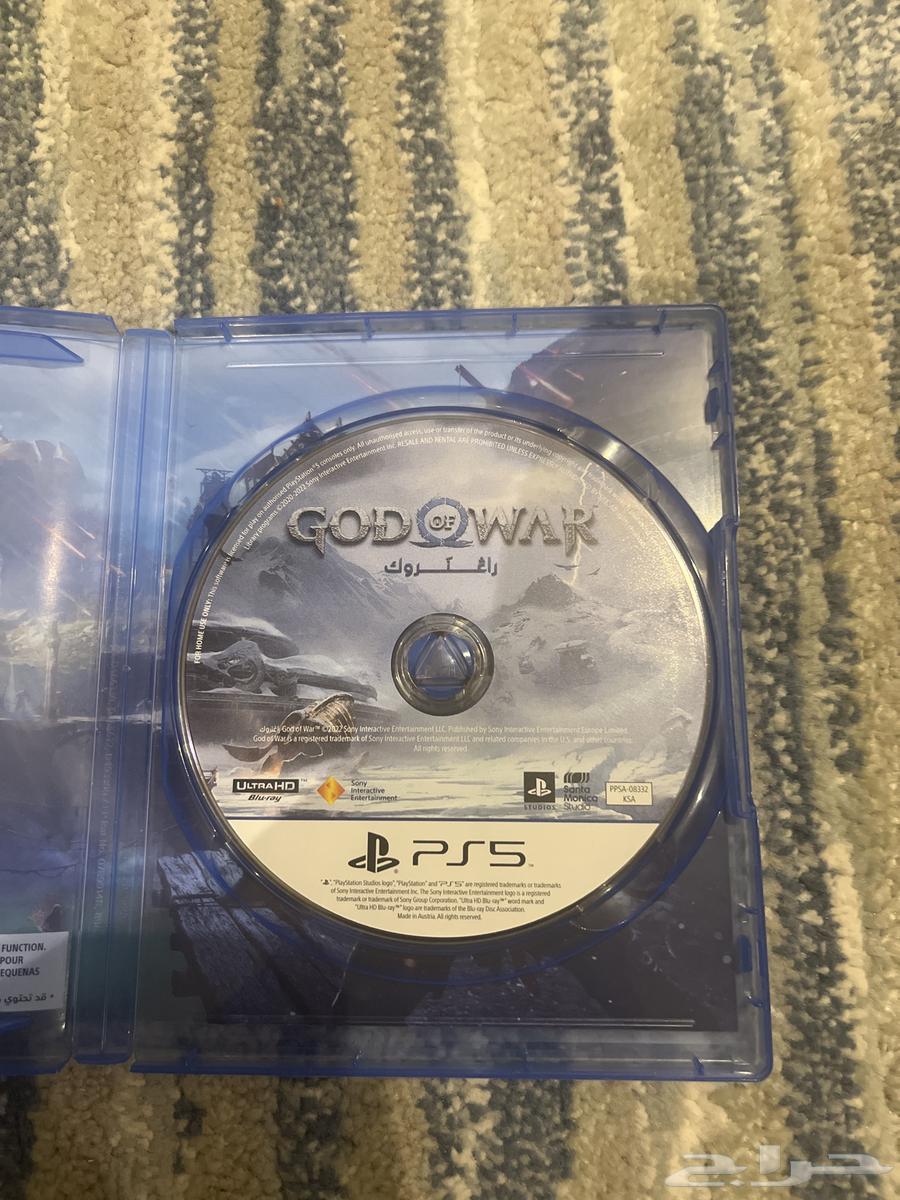 FOR HOME USE ONLY: This software is licensed for play on authorised PlayStation®5 consoles only. All unauthorised access, use or transfer of the product or its underlying copyright
Library programs ©2020-2022 Sony Interactive Entertainment Inc. RESALE AND RENTAL ARE PROHIBITED UNLESS EXPRESSLY
GOD OF WAR
راغنروك
God of War™ راغنروك ©2022 Sony Interactive Entertainment LLC. Published by Sony Interactive Entertainment Europe Limited.
God of War is a registered trademark of Sony Interactive Entertainment LLC and related companies in the U.S. and other countries.
All rights reserved.
ULTRA HD™
Blu-ray
Sony
Interactive
Entertainment
STUDIOS
Santa
Monica
Studio
PPSA-08332
KSA
PS5™
"PlayStation Studios logo", "PlayStation" and "PS5" are registered trademarks or trademarks
of Sony Interactive Entertainment Inc. The Sony Interactive Entertainment logo is a registered
trademark or trademark of Sony Group Corporation. "Ultra HD Blu-ray™" word mark and
"Ultra HD Blu-ray™" logo are trademarks of the Blu-ray Disc Association.
Made in Austria. All rights reserved.
FUNCTION.
POUR
EQUENAS
• قد تحتوي
حراج